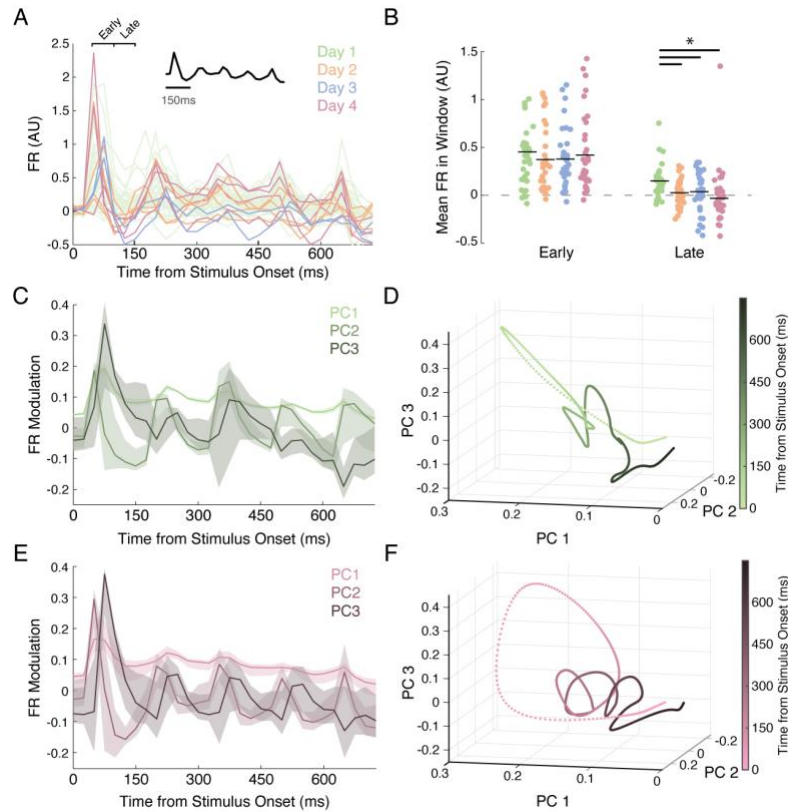 A
Early
Late
2.5
2
1.5
1
0.5
0
-0.5
FR (AU)
150ms
Day 1
Day 2
Day 3
Day 4
0
150
300
450
600
Time from Stimulus Onset (ms)
B
*
1.5
1
0.5
0
-0.5
Mean FR in Window (AU)
Early
Late
C
0.4
0.3
0.2
0.1
0
-0.1
-0.2
FR Modulation
PC1
PC2
PC3
0
150
300
450
600
Time from Stimulus Onset (ms)
D
0.4
0.3
0.2
0.1
0
-0.1
-0.2
PC 3
0.3
0.2
0.1
0
PC 1
-0.2
0
0.2
PC 2
600
450
300
150
0
Time from Stimulus Onset (ms)
E
0.4
0.3
0.2
0.1
0
-0.1
-0.2
FR Modulation
PC1
PC2
PC3
0
150
300
450
600
Time from Stimulus Onset (ms)
F
0.4
0.3
0.2
0.1
0
-0.1
-0.2
PC 3
0.3
0.2
0.1
0
PC 1
-0.2
0
0.2
PC 2
600
450
300
150
0
Time from Stimulus Onset (ms)